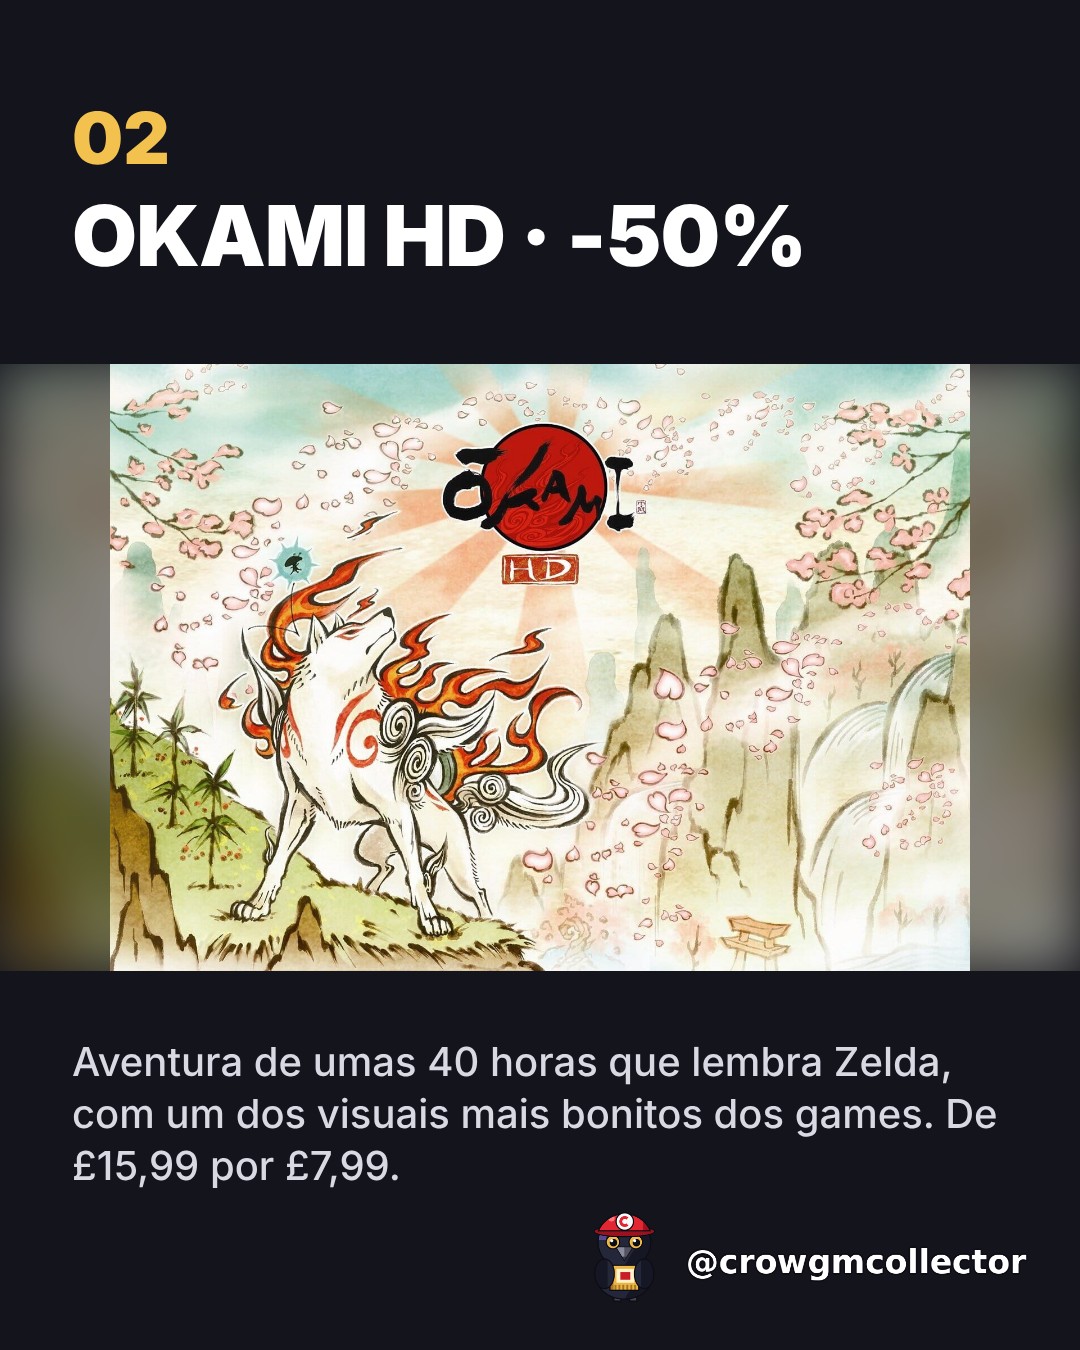 02
OKAMI HD · -50%
ŌKAMI
HD
Aventura de umas 40 horas que lembra Zelda,
com um dos visuais mais bonitos dos games. De
£15,99 por £7,99.
C
@crowgmcollector